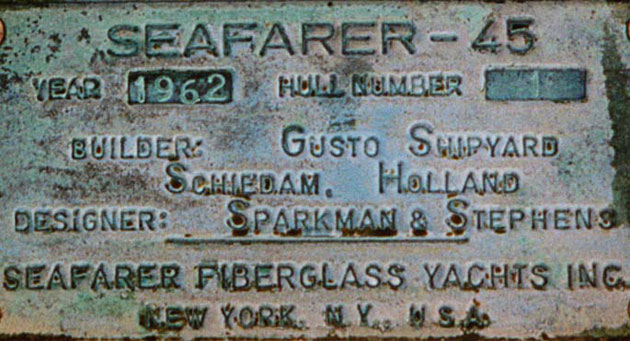 SEAFARER-45
YEAR 1962 HULL NUMBER 1
BUILDER: GUSTO SHIPYARD
SCHIEDAM, HOLLAND
DESIGNER: SPARKMAN & STEPHENS
SEAFARER FIBERGLASS YACHTS INC.
NEW YORK, N.Y., U.S.A.